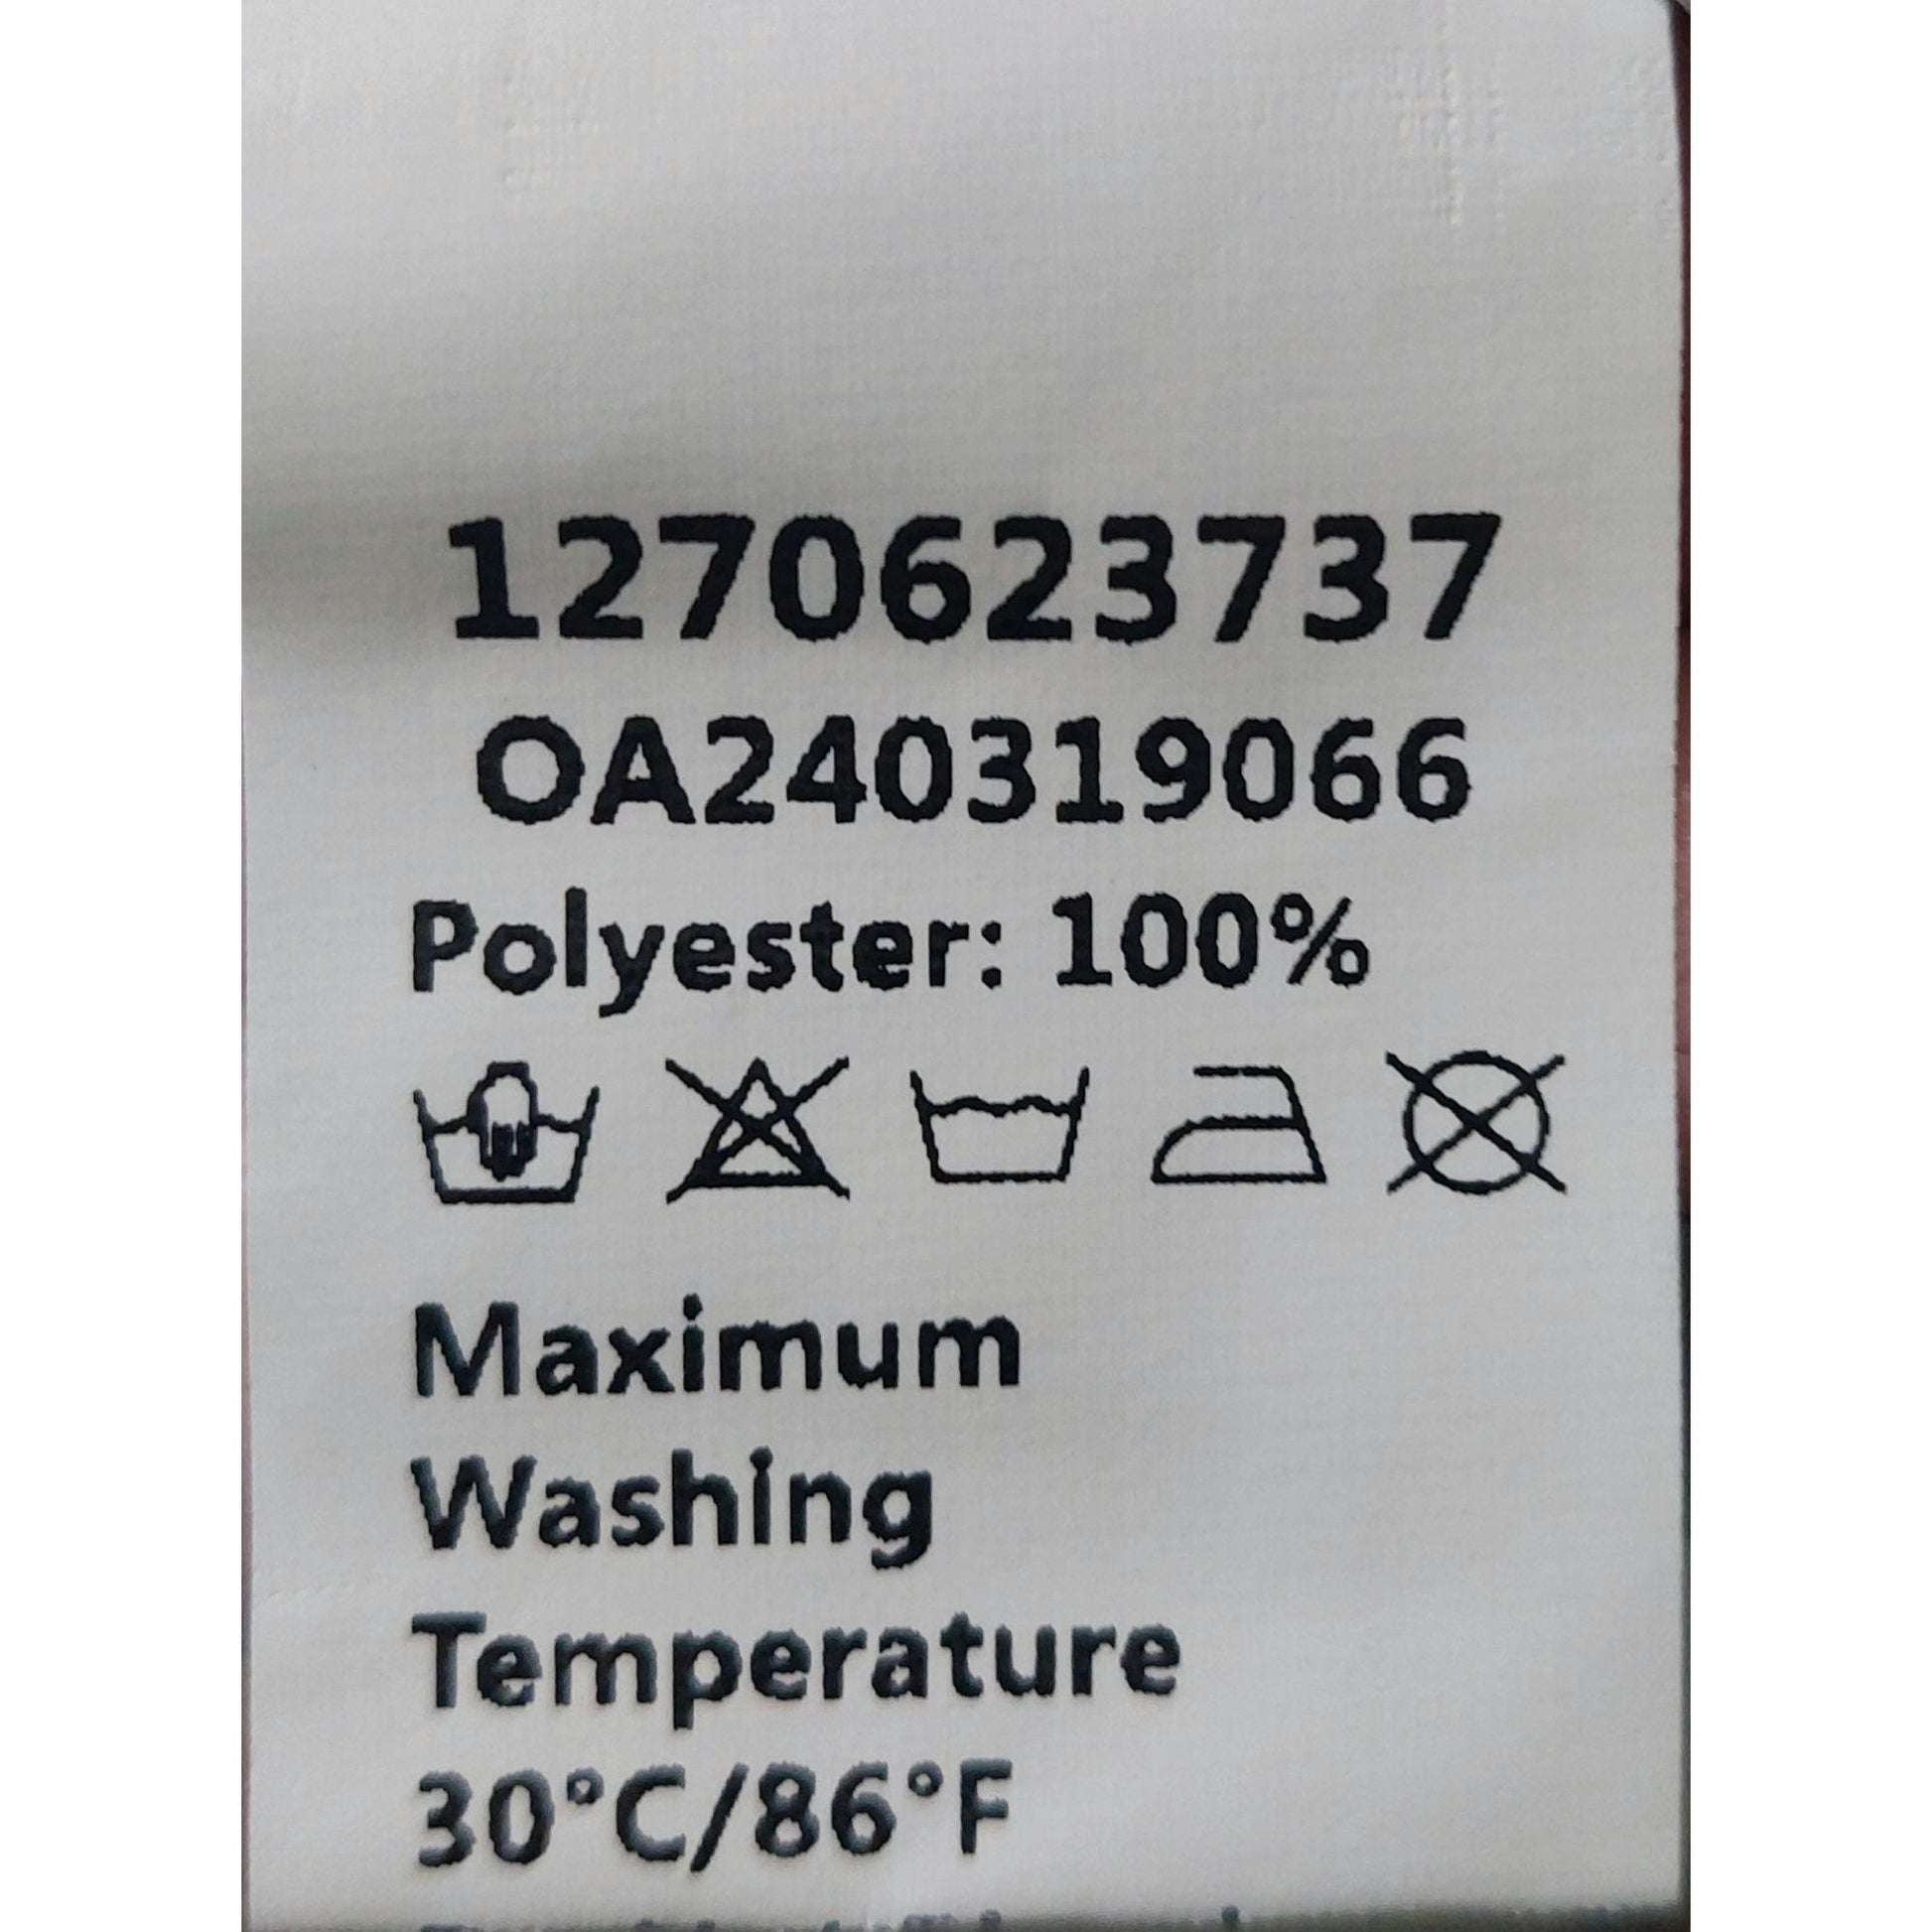 1270623737
OA240319066
Polyester: 100%
Maximum
Washing
Temperature
30°C/86°F